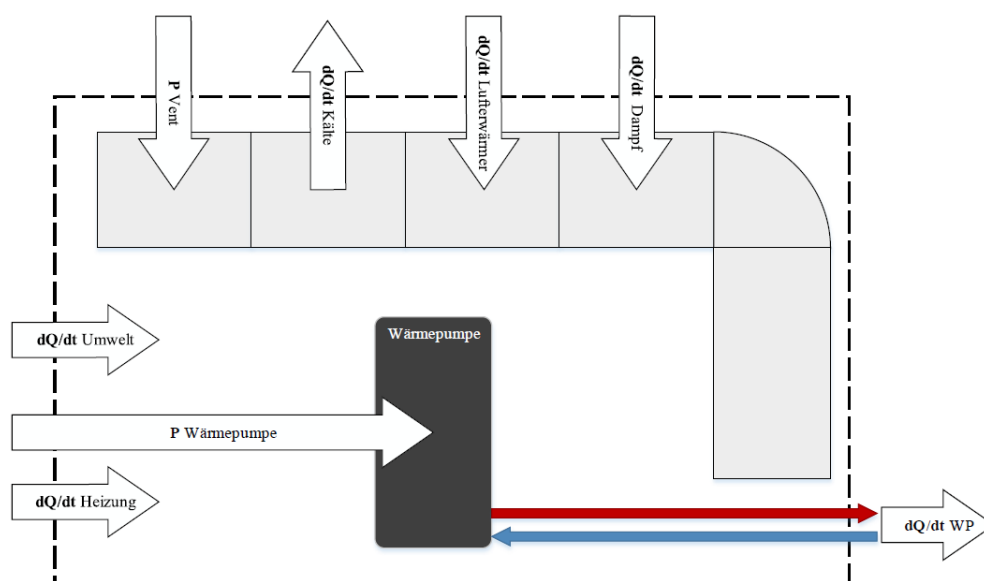 P Vent
dQ/dt Kälte
dQ/dt Lufterwärmer
dQ/dt Dampf
Wärmepumpe
dQ/dt Umwelt
P Wärmepumpe
dQ/dt Heizung
dQ/dt WP